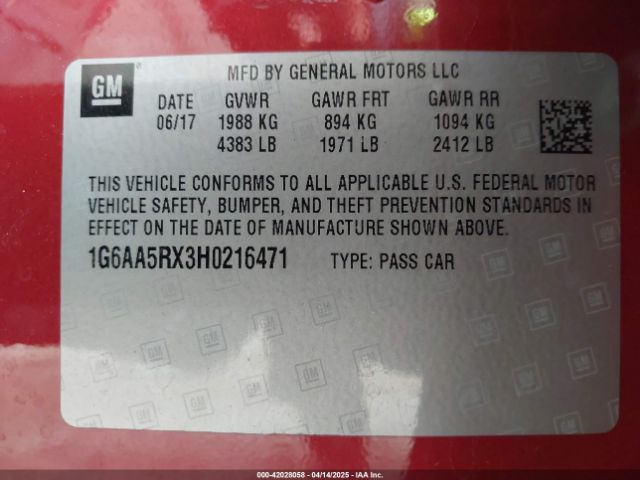 GM
MFD BY GENERAL MOTORS LLC
DATE GVWR GAWR FRT GAWR RR
06/17 1988 KG 894 KG 1094 KG
4383 LB 1971 LB 2412 LB
THIS VEHICLE CONFORMS TO ALL APPLICABLE U.S. FEDERAL MOTOR
VEHICLE SAFETY, BUMPER, AND THEFT PREVENTION STANDARDS IN
EFFECT ON THE DATE OF MANUFACTURE SHOWN ABOVE.
1G6AA5RX3H0216471 TYPE: PASS CAR
000-42028058 - 04/14/2025 - IAA Inc.